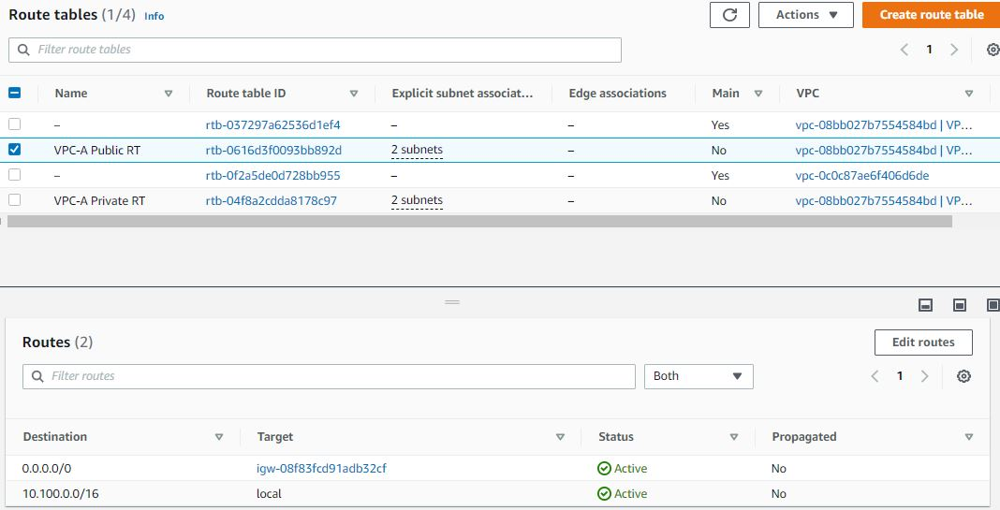 Route tables (1/4) Info Actions Create route table
Filter route tables 1
Name Route table ID Explicit subnet associat... Edge associations Main VPC
– rtb-037297a62536d1ef4 – – Yes vpc-08bb027b7554584bd | VP...
VPC-A Public RT rtb-0616d3f0093bb892d 2 subnets – No vpc-08bb027b7554584bd | VP...
– rtb-0f2a5de0d728bb955 – – Yes vpc-0c0c87ae6f406d6de
VPC-A Private RT rtb-04f8a2cdda8178c97 2 subnets – No vpc-08bb027b7554584bd | VP...
Routes (2) Edit routes
Filter routes Both 1
Destination Target Status Propagated
0.0.0.0/0 igw-08f83fcd91adb32cf Active No
10.100.0.0/16 local Active No